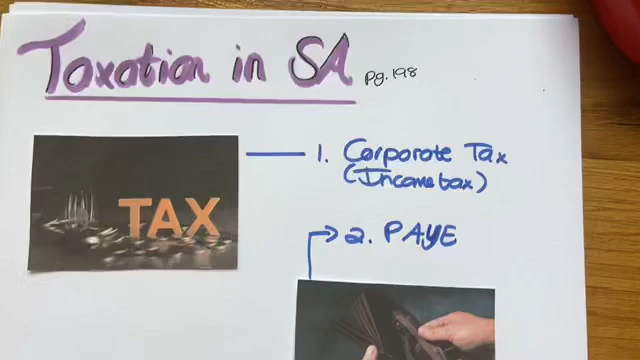 Taxation in SA
Pg.198
1. Corporate Tax
(Income tax)
TAX
2. PAYE